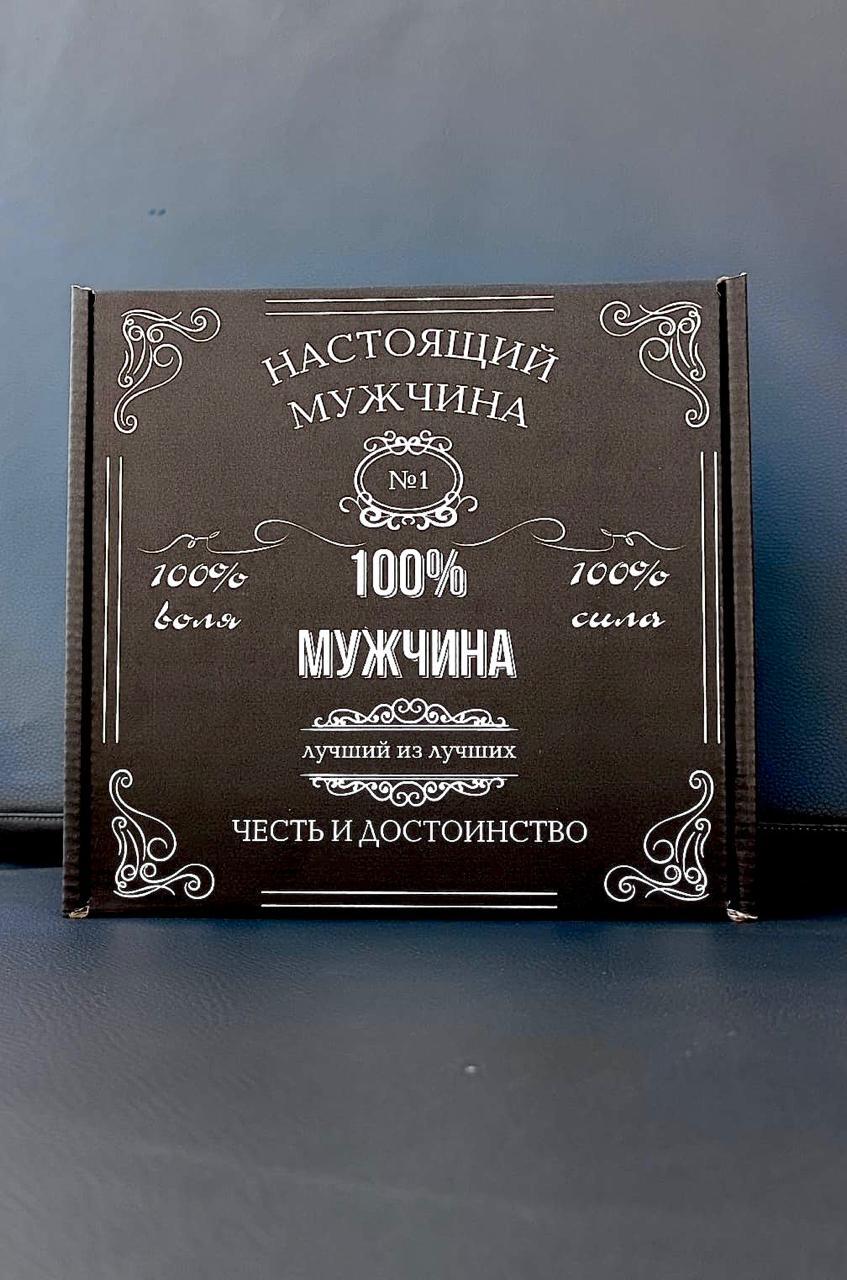 НАСТОЯЩИЙ
МУЖЧИНА
№1
100%
воля
100%
МУЖЧИНА
100%
сила
ЛУЧШИЙ ИЗ ЛУЧШИХ
ЧЕСТЬ И ДОСТОИНСТВО